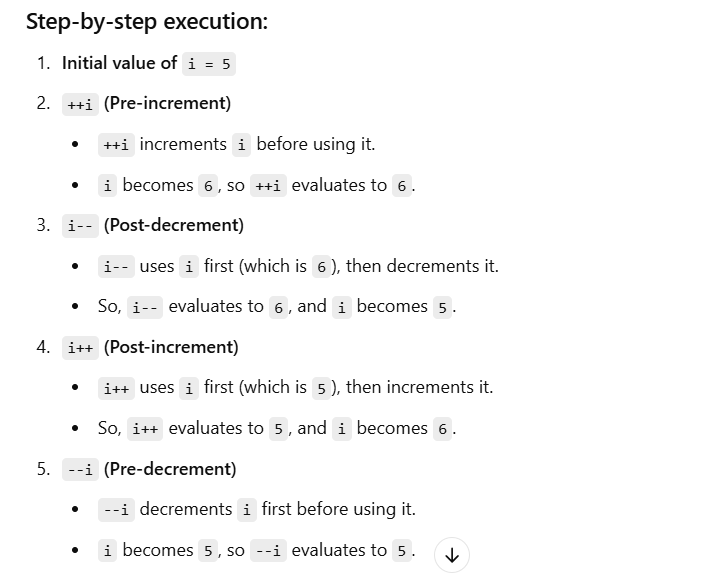 Step-by-step execution:
1. Initial value of i = 5
2. ++i (Pre-increment)
• ++i increments i before using it.
• i becomes 6, so ++i evaluates to 6.
3. i-- (Post-decrement)
• i-- uses i first (which is 6), then decrements it.
• So, i-- evaluates to 6, and i becomes 5.
4. i++ (Post-increment)
• i++ uses i first (which is 5), then increments it.
• So, i++ evaluates to 5, and i becomes 6.
5. --i (Pre-decrement)
• --i decrements i first before using it.
• i becomes 5, so --i evaluates to 5.